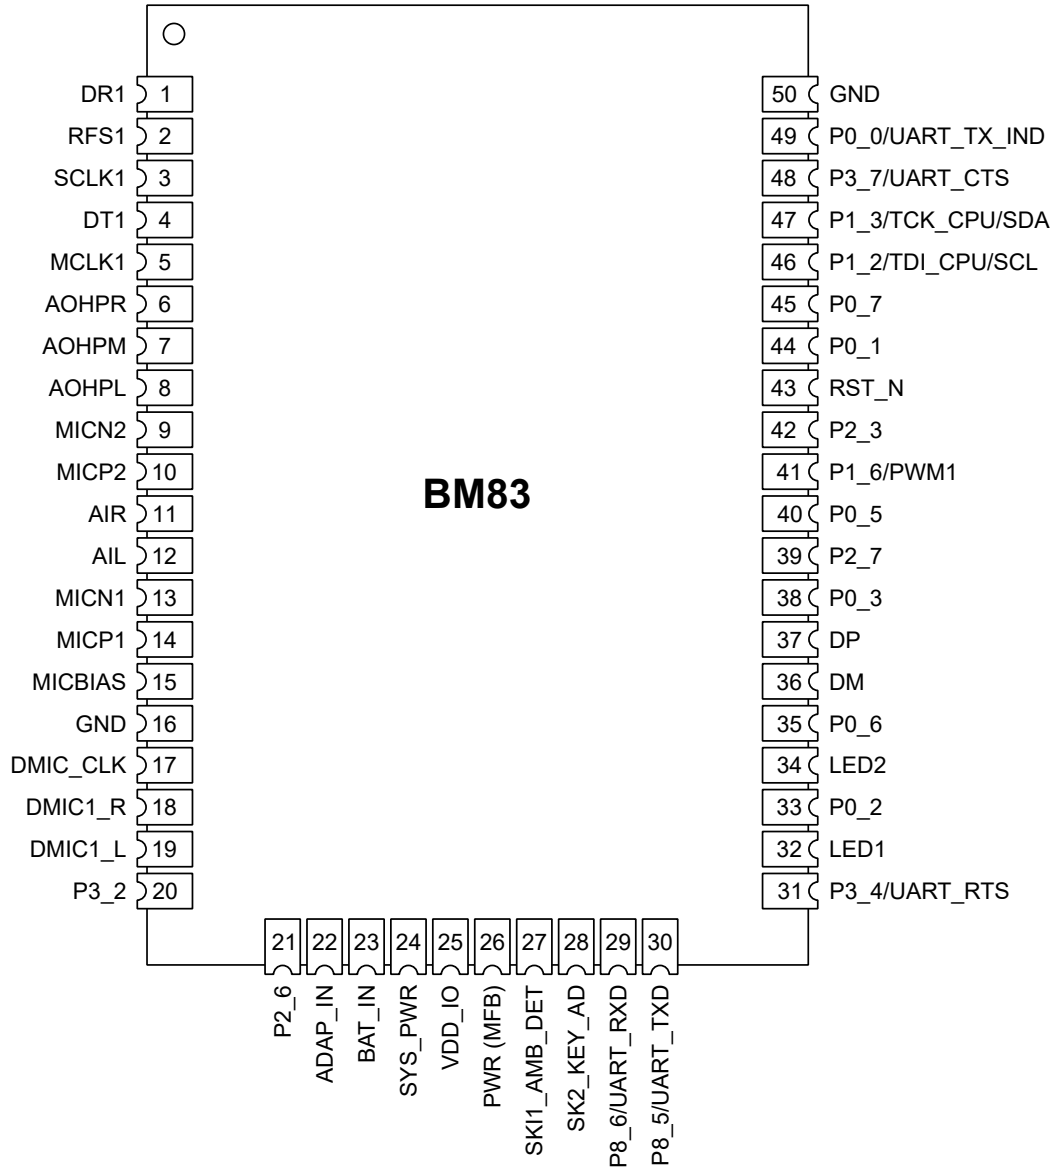 DR1 1
RFS1 2
SCLK1 3
DT1 4
MCLK1 5
AOHPR 6
AOHPM 7
AOHPL 8
MICN2 9
MICP2 10
AIR 11
AIL 12
MICN1 13
MICP1 14
MICBIAS 15
GND 16
DMIC_CLK 17
DMIC1_R 18
DMIC1_L 19
P3_2 20
BM83
50 GND
49 P0_0/UART_TX_IND
48 P3_7/UART_CTS
47 P1_3/TCK_CPU/SDA
46 P1_2/TDI_CPU/SCL
45 P0_7
44 P0_1
43 RST_N
42 P2_3
41 P1_6/PWM1
40 P0_5
39 P2_7
38 P0_3
37 DP
36 DM
35 P0_6
34 LED2
33 P0_2
32 LED1
31 P3_4/UART_RTS
21 P2_6
22 ADAP_IN
23 BAT_IN
24 SYS_PWR
25 VDD_IO
26 PWR (MFB)
27 SKI1_AMB_DET
28 SK2_KEY_AD
29 P8_6/UART_RXD
30 P8_5/UART_TXD